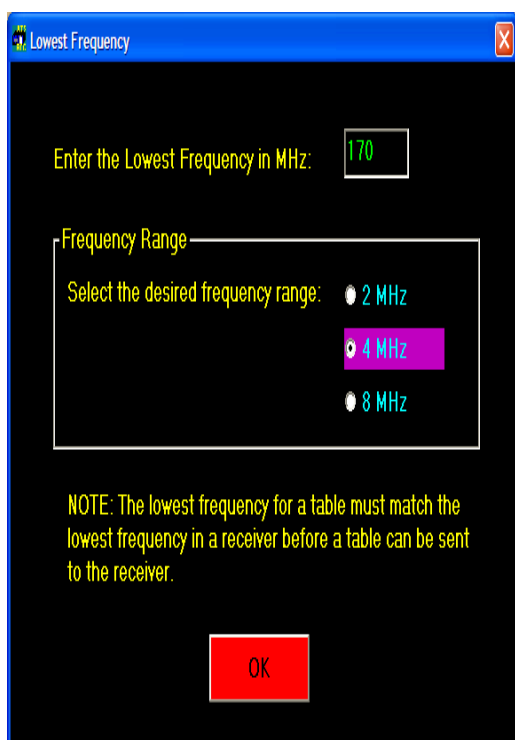 Lowest Frequency
Enter the Lowest Frequency in MHz: 170
Frequency Range
Select the desired frequency range: 2 MHz
4 MHz
8 MHz
NOTE: The lowest frequency for a table must match the
lowest frequency in a receiver before a table can be sent
to the receiver.
OK